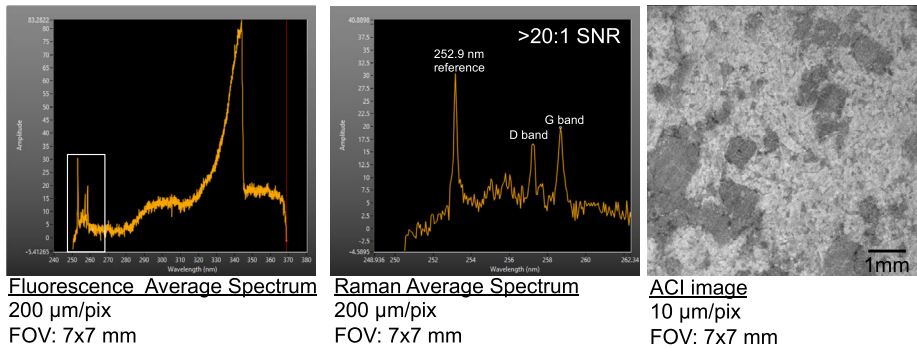 83.2822
80
75
70
65
60
55
50
45
40
35
30
25
20
15
10
5
0
-5.41265
Amplitude
240 250 260 270 280 290 300 310 320 330 340 350 360 370 380
Wavelength (nm)
Fluorescence Average Spectrum
200 µm/pix
FOV: 7x7 mm
40.8898
37.5
35
32.5
30
27.5
25
22.5
20
17.5
15
12.5
10
7.5
5
2.5
0
-2.5
-4.5895
Amplitude
>20:1 SNR
252.9 nm
reference
D band
G band
248.936 250 252 254 256 258 260 262.34
Wavelength (nm)
Raman Average Spectrum
200 µm/pix
FOV: 7x7 mm
1mm
ACI image
10 µm/pix
FOV: 7x7 mm